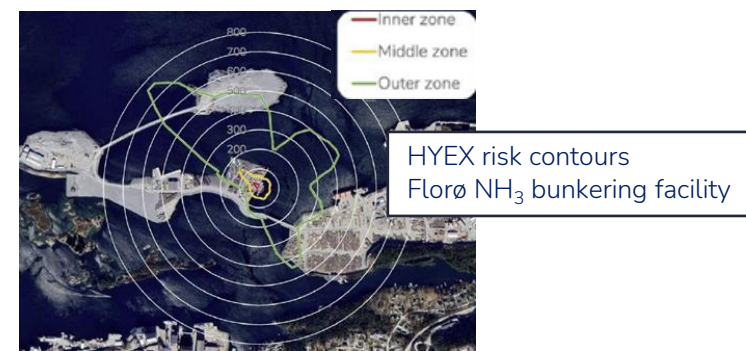 800
700
600
500
400
300
200
Inner zone
Middle zone
Outer zone
HYEX risk contours
Florø NH₃ bunkering facility